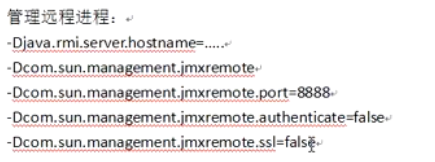 管理远程进程：
-Djava.rmi.server.hostname=.....
-Dcom.sun.management.jmxremote
-Dcom.sun.management.jmxremote.port=8888
-Dcom.sun.management.jmxremote.authenticate=false
-Dcom.sun.management.jmxremote.ssl=false